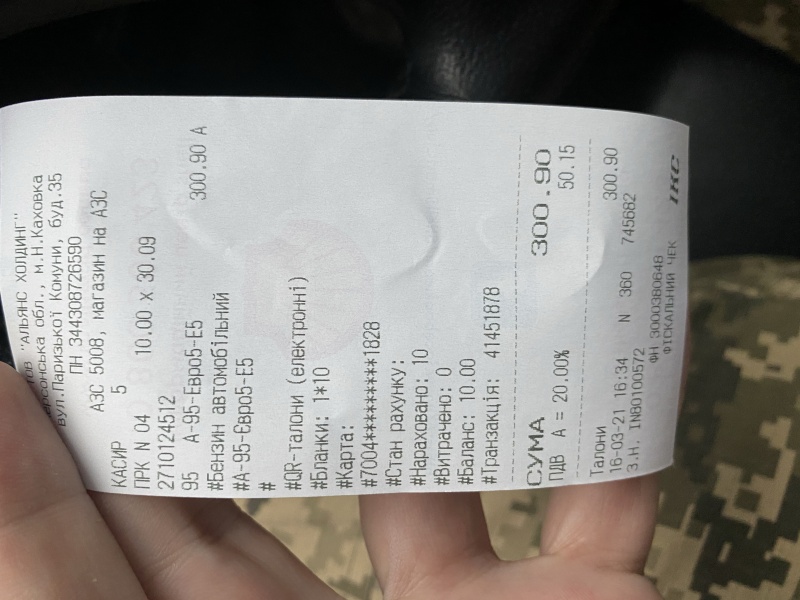 ТОВ "АЛЬЯНС ХОЛДИНГ"
Херсонська обл., м.Н.Каховка
вул.Паризької Комуни, буд.35
ПН 344308726590
АЗС 5008, магазин на АЗС
КАСИР 5
ПРК N 04 10.00 x 30.09
2710124512
95 А-95-Евро5-Е5 300.90 А
#Бензин автомобільний
#А-95-Євро5-Е5
#
#QR-талони (електронні)
#Бланки: 1*10
#Карта:
#7004**********1828
#Стан рахунку:
#Нараховано: 10
#Витрачено: 0
#Баланс: 10.00
#Транзакція: 41451878
СУМА 300.90
ПДВ А = 20.00% 50.15
Талони 300.90
16-03-21 16:34 N 360 745682
З.Н. ІН80100572
ФН 3000380648
ФІСКАЛЬНИЙ ЧЕК ІКС